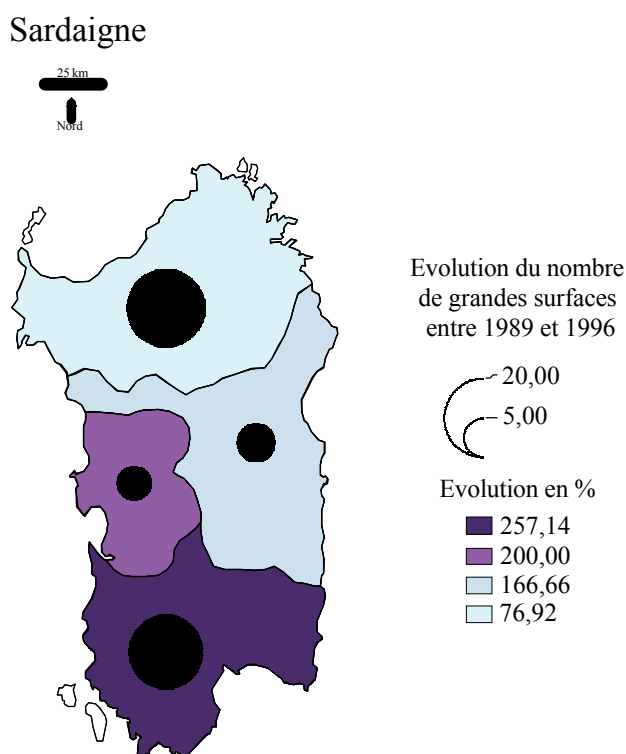 Sardaigne
25 km
Nord
Evolution du nombre
de grandes surfaces
entre 1989 et 1996
20,00
5,00
Evolution en %
257,14
200,00
166,66
76,92